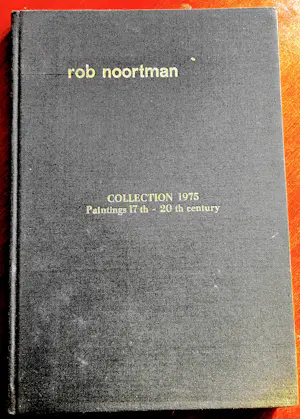 rob noortman
COLLECTION 1975
Paintings 17 th - 20 th century